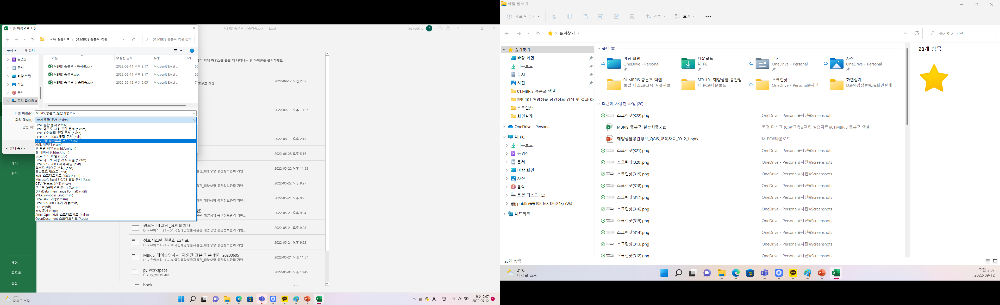 다른 이름으로 저장
« 교육_실습자료 › 01.MBRIS 종분포 엑셀
01.MBRIS 종분포 엑셀 검색
구성
새 폴더
동영상
문서
바탕 화면
사진
음악
로컬 디스크 (C
이름
수정한 날짜
유형
크기
MBRIS_종분포 - 복사본.xlsx
2022-09-11 오후 8:17
Microsoft Excel ...
60
MBRIS_종분포.xlsx
2022-09-11 오후 8:17
Microsoft Excel ...
60
MBRIS_종분포_실습최종.xlsx
2022-09-12 오전 2:05
Microsoft Excel ...
74
파일 이름(N):
MBRIS_종분포_실습최종.xlsx
파일 형식(T):
Excel 통합 문서 (*.xlsx)
만든 이:
Excel 통합 문서 (*.xlsx)
Excel 매크로 사용 통합 문서 (*.xlsm)
Excel 바이너리 통합 문서 (*.xlsb)
Excel 97 - 2003 통합 문서 (*.xls)
CSV UTF-8(쉼표로 분리)(*.csv)
XML 데이터 (*.xml)
웹 보관 파일 (*.mht;*.mhtml)
웹 페이지 (*.htm;*.html)
Excel 서식 파일 (*.xltx)
Excel 매크로 사용 서식 파일 (*.xltm)
Excel 97 - 2003 서식 파일 (*.xlt)
텍스트 (탭으로 분리) (*.txt)
유니코드 텍스트 (*.txt)
XML 스프레드시트 2003 (*.xml)
Microsoft Excel 5.0/95 통합 문서 (*.xls)
CSV (쉼표로 분리) (*.csv)
텍스트 (공백으로 분리) (*.prn)
DIF (Data Interchange Format) (*.dif)
SYLK(Symbolic Link) (*.slk)
Excel 추가 기능(*.xlam)
Excel 97-2003 추가 기능(*.xla)
PDF (*.pdf)
XPS 문서 (*.xps)
Strict Open XML 스프레드시트 (*.xlsx)
OpenDocument 스프레드시트 (*.ods)
폴더 숨기기
게시
닫기
계정
피드백
옵션
MBRIS_종분포_실습최종.xlsx - Excel
lee seokho
LS
?
폴더 위에 마우스를 올릴 때 나타나는 핀 아이콘을 클릭하세요.
종분포 엑셀
2022-09-12 오전 2:07
2022-09-11 오후 10:57
2022-08-11 오후 2:13
2022-06-28 오후 5:16
원관_해양생명 공간정보관리 기반...
2022-05-22 오후 11:58
원관_해양생명 공간정보관리 기반...
2022-05-22 오후 9:27
원관_해양생명 공간정보관리 기반...
2022-05-21 오후 9:25
전)
원관_해양생명 공간정보관리 기반...
2022-05-21 오후 9:24
권오남 대리님 _요청데이터
D: » 유에스티21 » 04.국립해양생물자원관_해양생명 공간정보관리 기반...
2022-05-21 오후 9:23
정보시스템 현행화 조사표
D: » 유에스티21 » 04.국립해양생물자원관_해양생명 공간정보관리 기반...
2022-05-21 오후 9:22
MBRIS_테이블명세서, 자원관 표본 기본 쿼리_20200605
D: » 유에스티21 » 04.국립해양생물자원관_해양생명 공간정보관리 기반...
2022-05-21 오전 11:57
py_workspace
C: » py_workspace
2022-05-05 오후 10:45
book
21°C
대체로 흐림
TALK
A
한
오전 2:07
2022-09-12
4
파일 탐색기
새로 만들기
정렬
보기
즐겨찾기
즐겨찾기 검색
즐겨찾기
바탕 화면
다운로드
문서
사진
01.MBRIS 종분포 엑셀
SFR-101 해양생물 공간정보 검색 및 결과 화
스크린샷
화면설계
OneDrive - Personal
내 PC
다운로드
동영상
문서
바탕 화면
사진
음악
로컬 디스크 (C:)
public(￦￦192.168.120.248) (W:)
네트워크
폴더 (8)
바탕 화면
OneDrive - Personal
다운로드
내 PC
문서
OneDrive - Personal
사진
OneDrive - Personal
01.MBRIS 종분포 엑셀
로컬 디스...￦교육_실습자료
SFR-101 해양생물 공간정...
내 PC￦다운로드
스크린샷
OneDrive - Personal￦사진
화면설계
D:￦해양생물￦...￦화면설계
최근에 사용한 파일 (20)
스크린샷(322).png
OneDrive - Personal￦사진￦Screenshots
MBRIS_종분포_실습최종.xlsx
로컬 디스크 (C:)￦교육￦교육_실습자료￦01.MBRIS 종분포 엑셀
해양생물공간정보_QGIS_교육자료_0912_1.pptx
내 PC￦다운로드
스크린샷(321).png
OneDrive - Personal￦사진￦Screenshots
스크린샷(320).png
OneDrive - Personal￦사진￦Screenshots
스크린샷(319).png
OneDrive - Personal￦사진￦Screenshots
스크린샷(318).png
OneDrive - Personal￦사진￦Screenshots
스크린샷(317).png
OneDrive - Personal￦사진￦Screenshots
스크린샷(316).png
OneDrive - Personal￦사진￦Screenshots
스크린샷(315).png
OneDrive - Personal￦사진￦Screenshots
스크린샷(314).png
OneDrive - Personal￦사진￦Screenshots
스크린샷(313).png
OneDrive - Personal￦사진￦Screenshots
스크린샷(312).png
OneDrive - Personal￦사진￦Screenshots
28개 항목
28개 항목
21°C
대체로 흐림
TALK
오전 2:07
2022-09-12